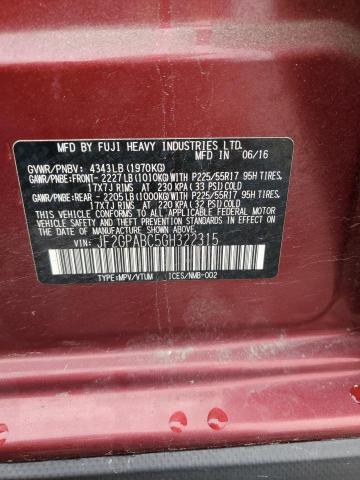 MFD BY FUJI HEAVY INDUSTRIES LTD.
MFD IN 06/16
GVWR/PNBV: 4343LB (1970KG)
GAWR/PNBE:FRONT- 2227LB(1010KG)WITH P225/55R17 95H TIRES,
17X7J RIMS AT 230 KPA(33 PSI)COLD
GAWR/PNBE:REAR - 2205LB(1000KG)WITH P225/55R17 95H TIRES,
17X7J RIMS AT 220 KPA(32 PSI)COLD
THIS VEHICLE CONFORMS TO ALL APPLICABLE FEDERAL MOTOR
VEHICLE SAFETY AND THEFT PREVENTION STANDARDS IN
EFFECT ON THE DATE OF MANUFACTURE SHOWN ABOVE.
VIN: JF2GPABC5GH322315
TYPE:MPV/VTUM ICES/NMB-002